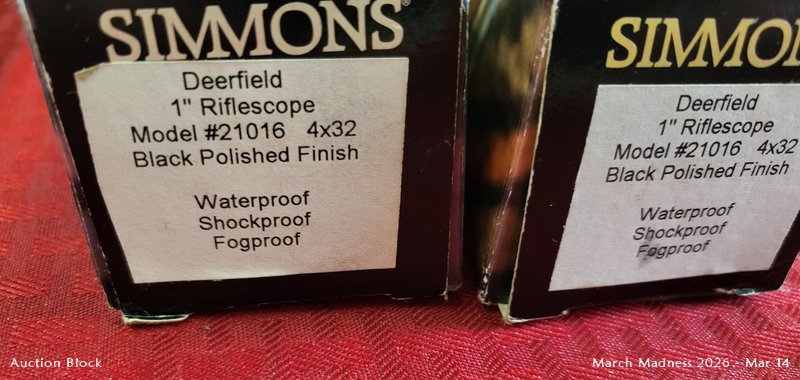 SIMMONS®
Deerfield
1" Riflescope
Model #21016 4x32
Black Polished Finish
Waterproof
Shockproof
Fogproof
SIMMO
Deerfield
1" Riflescope
Model #21016 4x32
Black Polished Finish
Waterproof
Shockproof
Fogproof
Auction Block
March Madness 2026 - Mar 14